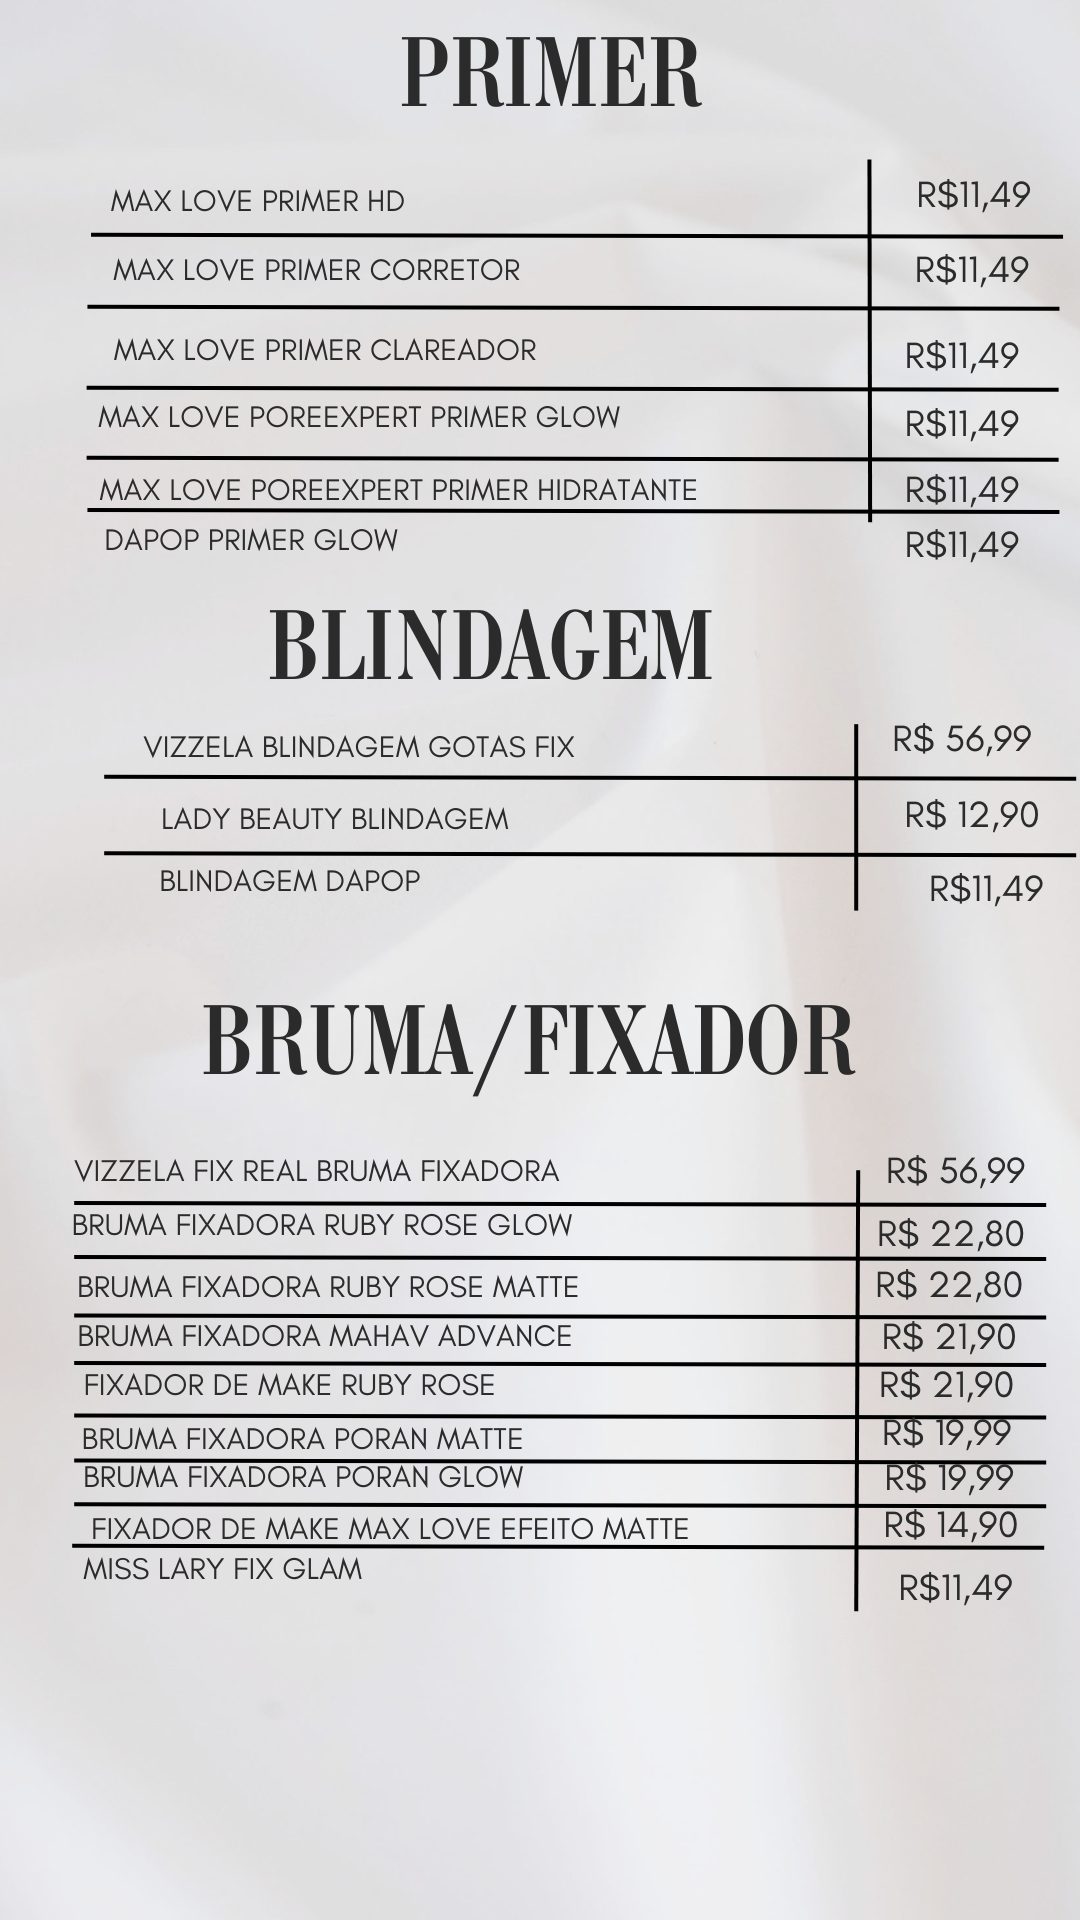 PRIMER
MAX LOVE PRIMER HD R$11,49
MAX LOVE PRIMER CORRETOR R$11,49
MAX LOVE PRIMER CLAREADOR R$11,49
MAX LOVE POREEXPERT PRIMER GLOW R$11,49
MAX LOVE POREEXPERT PRIMER HIDRATANTE R$11,49
DAPOP PRIMER GLOW R$11,49
BLINDAGEM
VIZZELA BLINDAGEM GOTAS FIX R$ 56,99
LADY BEAUTY BLINDAGEM R$ 12,90
BLINDAGEM DAPOP R$11,49
BRUMA/FIXADOR
VIZZELA FIX REAL BRUMA FIXADORA R$ 56,99
BRUMA FIXADORA RUBY ROSE GLOW R$ 22,80
BRUMA FIXADORA RUBY ROSE MATTE R$ 22,80
BRUMA FIXADORA MAHAV ADVANCE R$ 21,90
FIXADOR DE MAKE RUBY ROSE R$ 21,90
BRUMA FIXADORA PORAN MATTE R$ 19,99
BRUMA FIXADORA PORAN GLOW R$ 19,99
FIXADOR DE MAKE MAX LOVE EFEITO MATTE R$ 14,90
MISS LARY FIX GLAM R$11,49